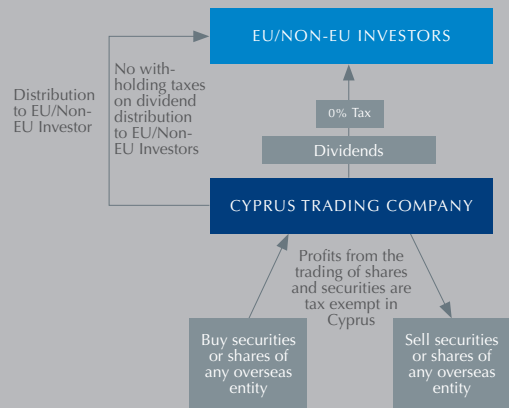 EU/NON-EU INVESTORS
Distribution
to EU/Non-
EU Investor
No with-
holding taxes
on dividend
distribution
to EU/Non-
EU Investors
0% Tax
Dividends
CYPRUS TRADING COMPANY
Profits from the
trading of shares
and securities are
tax exempt in
Cyprus
Buy securities
or shares of
any overseas
entity
Sell securities
or shares of
any overseas
entity